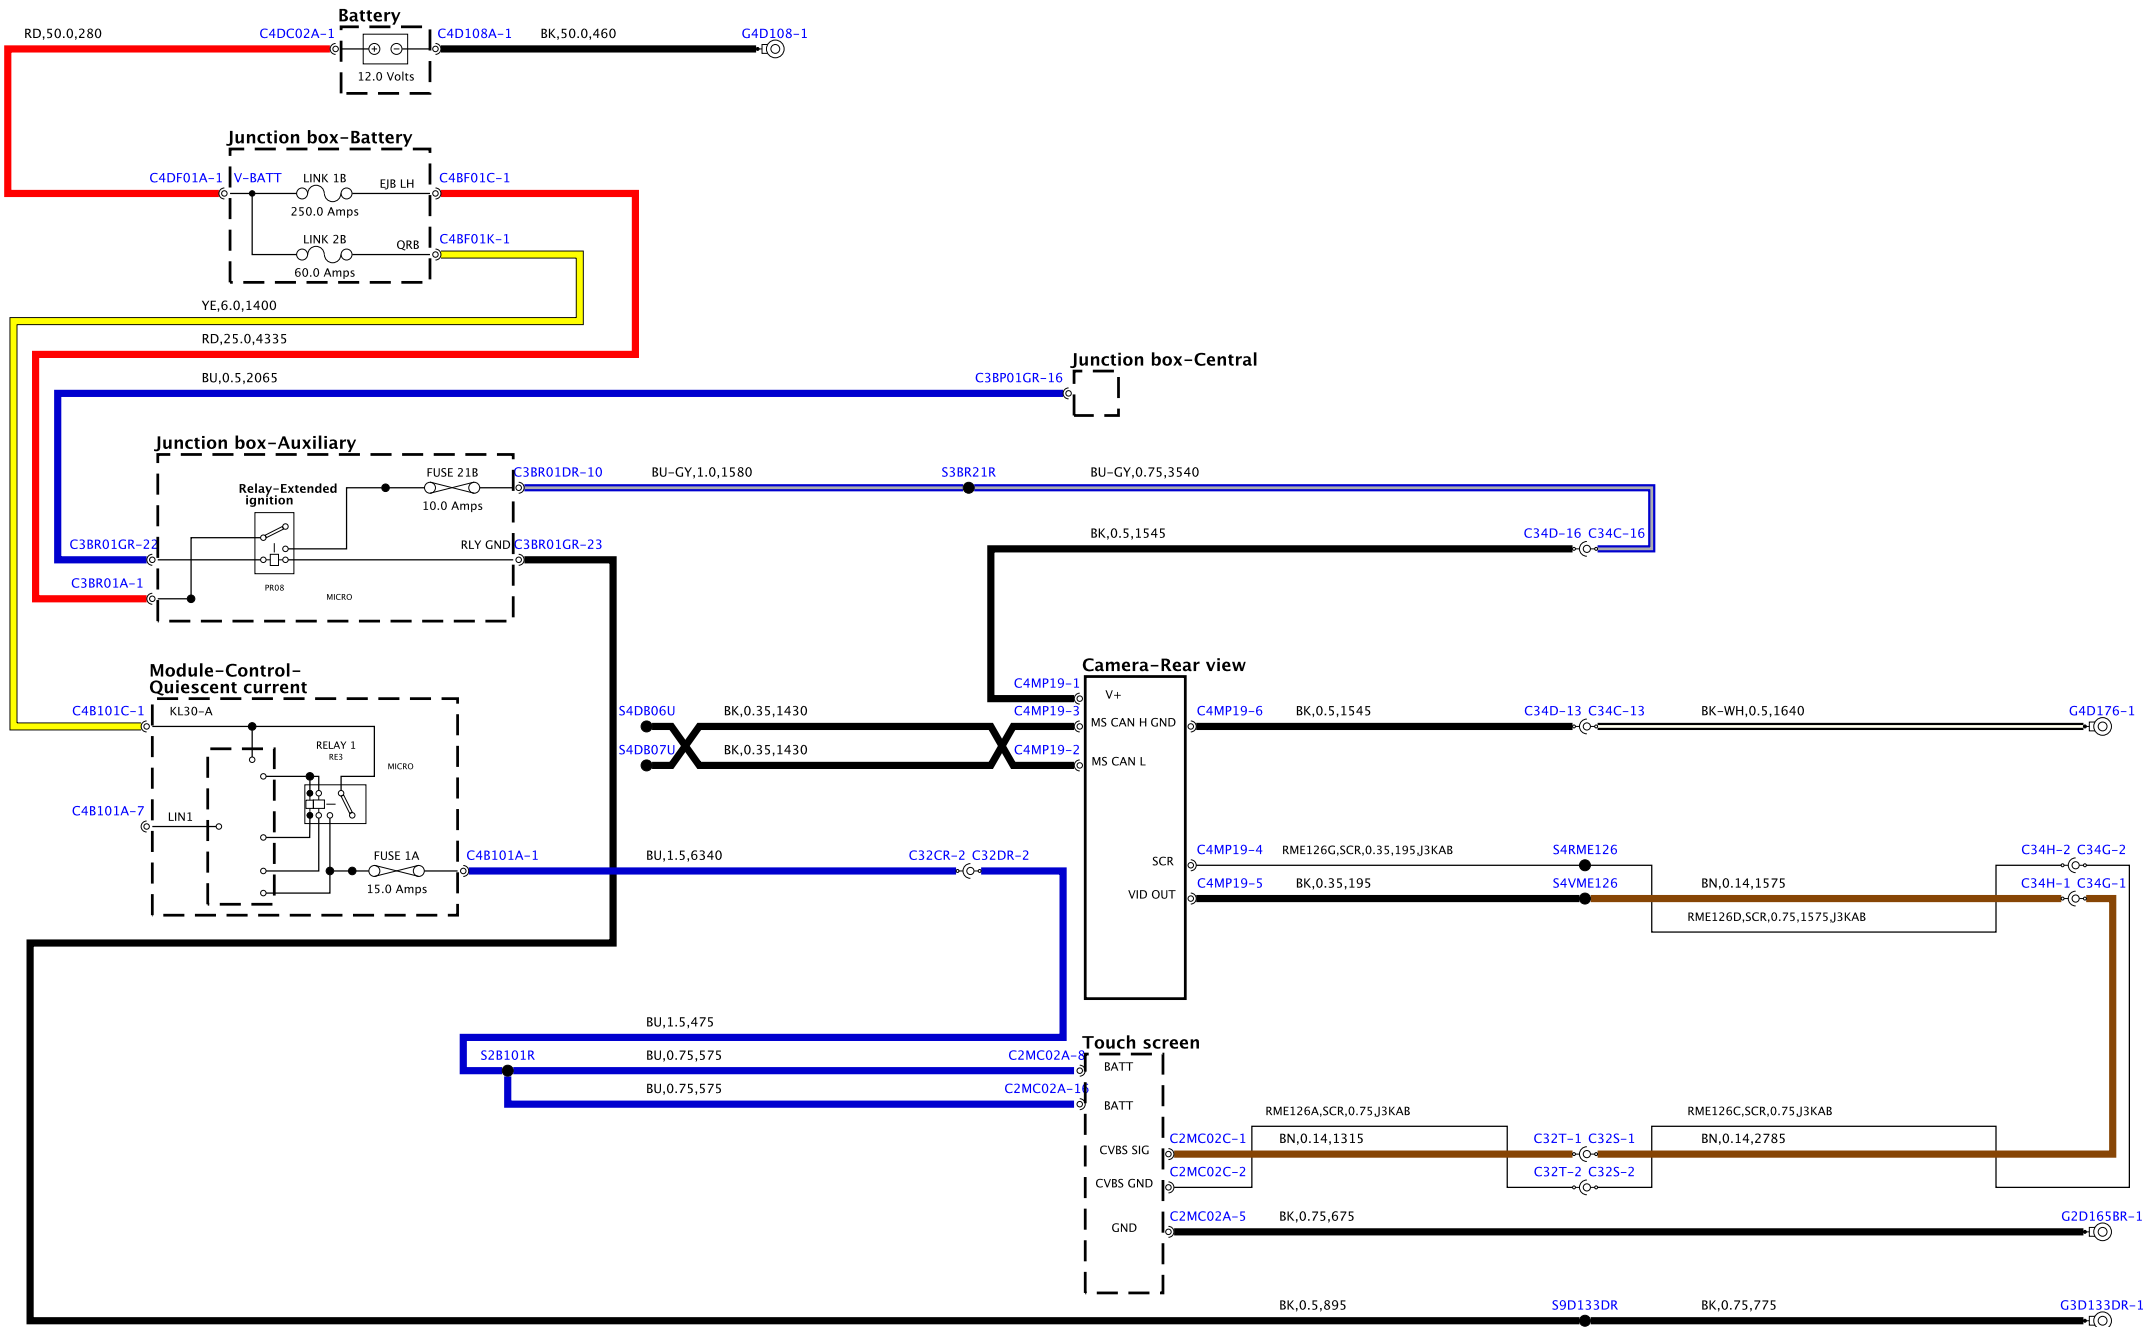 Battery
RD,50.0,280
C4DC02A-1
C4D108A-1
BK,50.0,460
G4D108-1
12.0 Volts
Junction box-Battery
C4DF01A-1
V-BATT
LINK 1B
EJB LH
C4BF01C-1
250.0 Amps
LINK 2B
QRB
C4BF01K-1
60.0 Amps
YE,6.0,1400
RD,25.0,4335
Junction box-Central
BU,0.5,2065
C3BP01GR-16
Junction box-Auxiliary
FUSE 21B
C3BR01DR-10
BU-GY,1.0,1580
S3BR21R
BU-GY,0.75,3540
Relay-Extended
ignition
10.0 Amps
BK,0.5,1545
C34D-16
C34C-16
C3BR01GR-22
RLY GND
C3BR01GR-23
C3BR01A-1
PR08
MICRO
Module-Control-
Quiescent current
Camera-Rear view
C4MP19-1
V+
C4B101C-1
KL30-A
S4DB06U
BK,0.35,1430
C4MP19-3
MS CAN H
GND
C4MP19-6
BK,0.5,1545
C34D-13
C34C-13
BK-WH,0.5,1640
G4D176-1
RELAY 1
RE3
MICRO
S4DB07U
BK,0.35,1430
C4MP19-2
MS CAN L
C4B101A-7
LIN1
FUSE 1A
15.0 Amps
C4B101A-1
BU,1.5,6340
C32CR-2
C32DR-2
SCR
C4MP19-4
RME126G,SCR,0.35,195,J3KAB
S4RME126
C34H-2
C34G-2
VID OUT
C4MP19-5
BK,0.35,195
S4VME126
BN,0.14,1575
C34H-1
C34G-1
RME126D,SCR,0.75,1575,J3KAB
BU,1.5,475
Touch screen
S2B101R
BU,0.75,575
C2MC02A-8
BATT
BU,0.75,575
C2MC02A-16
BATT
RME126A,SCR,0.75,J3KAB
RME126C,SCR,0.75,J3KAB
CVBS SIG
C2MC02C-1
BN,0.14,1315
C32T-1
C32S-1
BN,0.14,2785
CVBS GND
C2MC02C-2
C32T-2
C32S-2
GND
C2MC02A-5
BK,0.75,675
G2D165BR-1
BK,0.5,895
S9D133DR
BK,0.75,775
G3D133DR-1